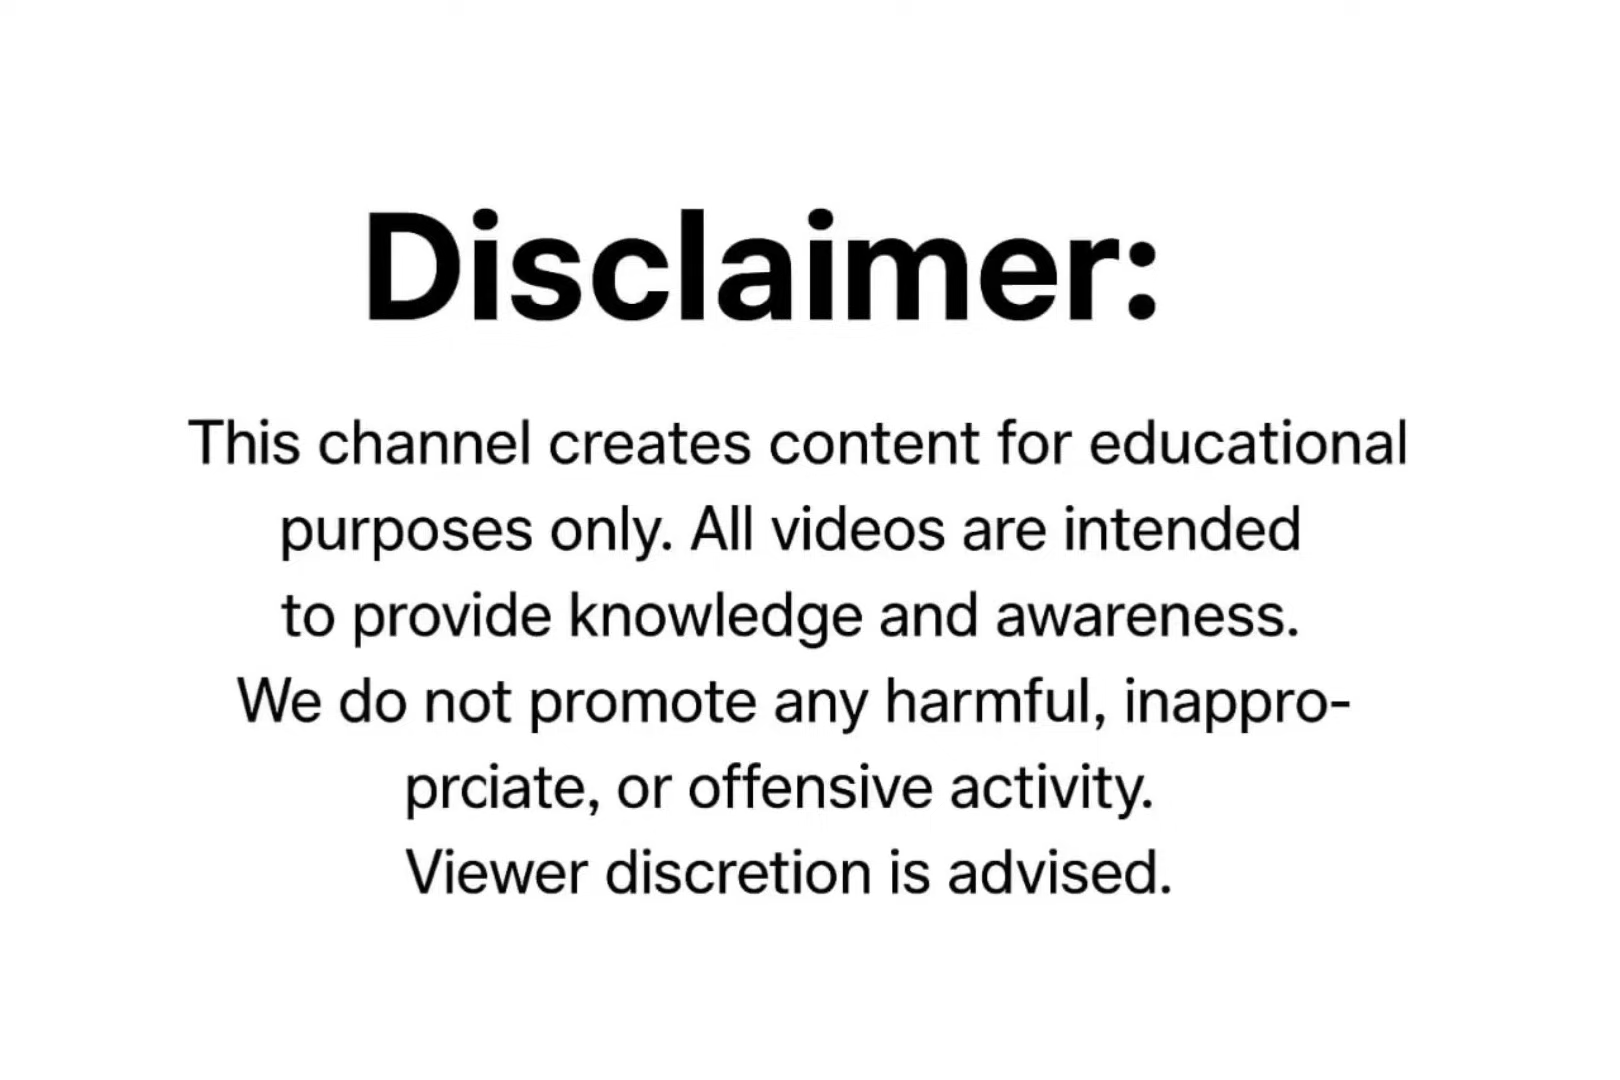 Disclaimer:
This channel creates content for educational
purposes only. All videos are intended
to provide knowledge and awareness.
We do not promote any harmful, inappro-
prciate, or offensive activity.
Viewer discretion is advised.